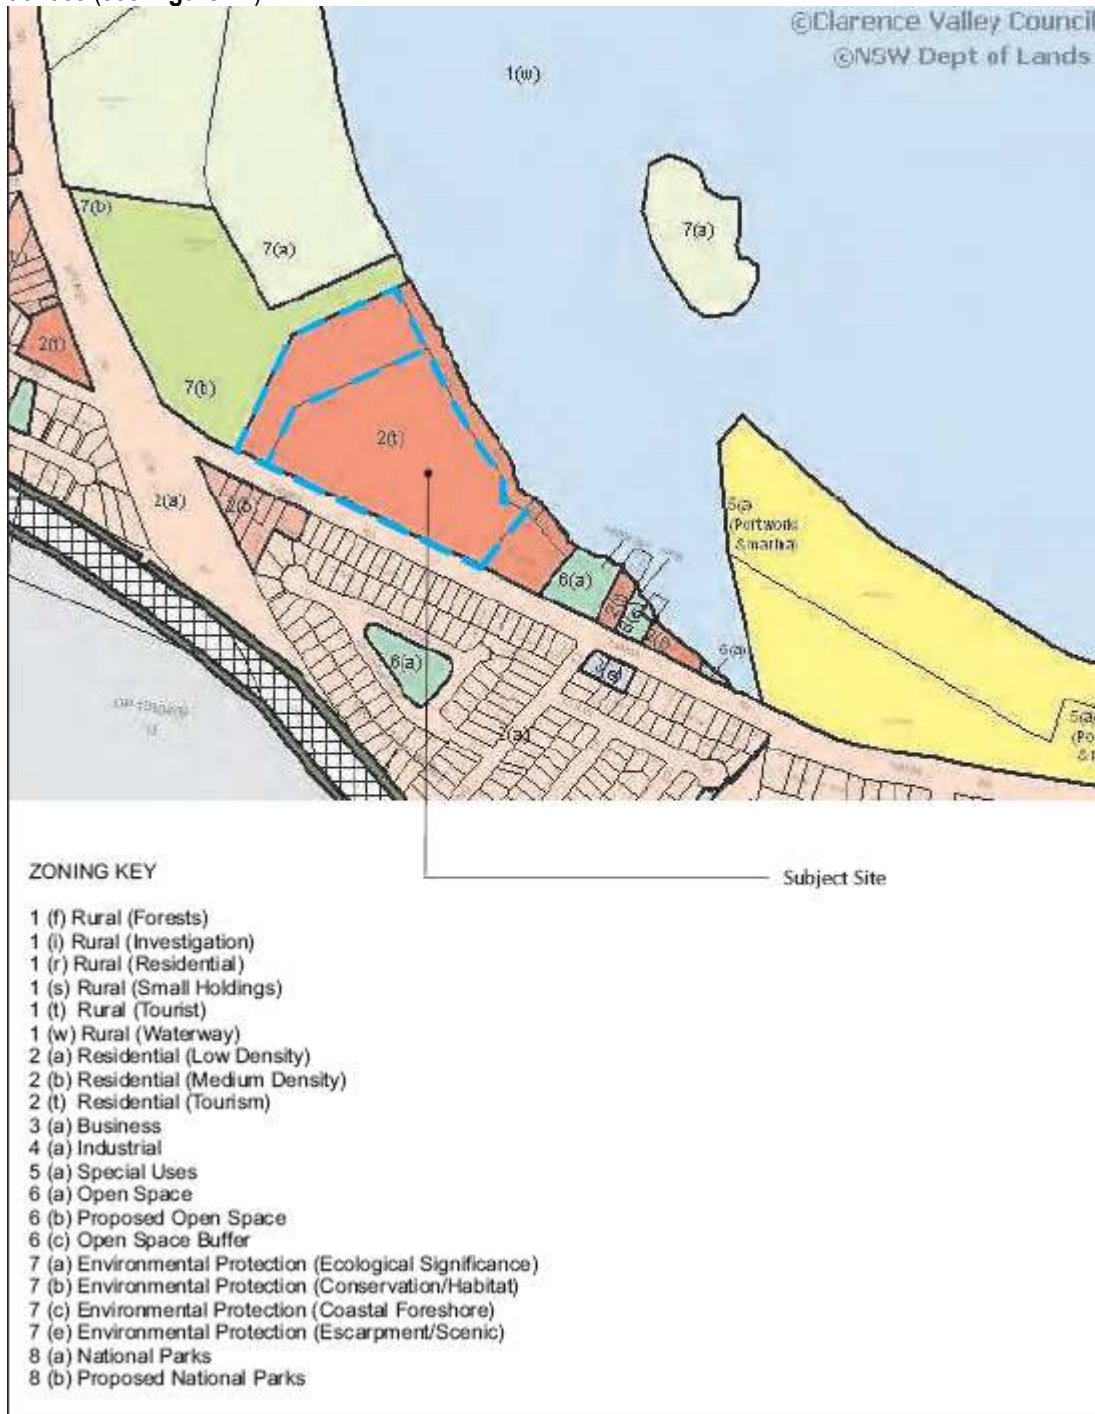 ©Clarence Valley Council
©NSW Dept of Lands
1(w)
7(b)
7(a)
7(a)
2(t)
7(b)
2(t)
2(a)
2(b)
5(a)
(Portworks
&marina)
6(a)
6(a)
6(a)
2(a)
5(a)
ZONING KEY
Subject Site
1 (f) Rural (Forests)
1 (i) Rural (Investigation)
1 (r) Rural (Residential)
1 (s) Rural (Small Holdings)
1 (t) Rural (Tourist)
1 (w) Rural (Waterway)
2 (a) Residential (Low Density)
2 (b) Residential (Medium Density)
2 (t) Residential (Tourism)
3 (a) Business
4 (a) Industrial
5 (a) Special Uses
6 (a) Open Space
6 (b) Proposed Open Space
6 (c) Open Space Buffer
7 (a) Environmental Protection (Ecological Significance)
7 (b) Environmental Protection (Conservation/Habitat)
7 (c) Environmental Protection (Coastal Foreshore)
7 (e) Environmental Protection (Escarpment/Scenic)
8 (a) National Parks
8 (b) Proposed National Parks